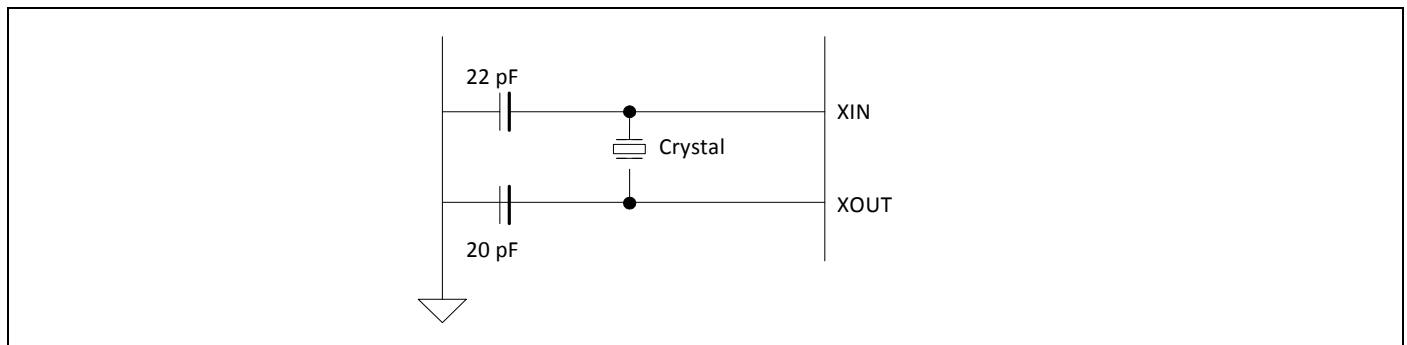 22 pF
XIN
Crystal
XOUT
20 pF